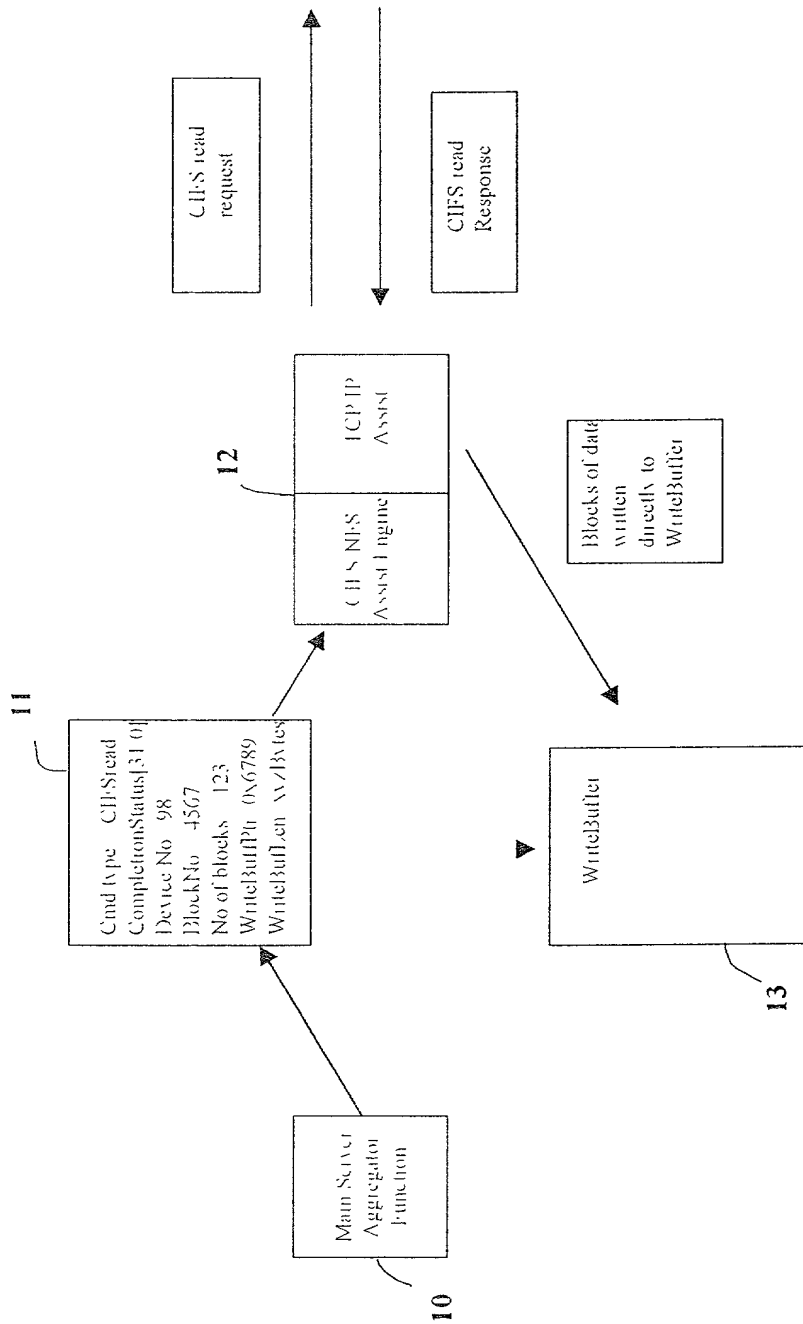 10
Main Server
Aggregator
Function
11
Cmd type CIFSread
CompletionStatus[31:0]
Device No 98
BlockNo 4567
No of blocks 123
WriteBuffPtr 0x6789
WriteBufLen xyzBytes
12
CIFS NFS
Assist Engine
TCP IP
Assist
CIFS read
request
CIFS read
Response
Blocks of data
written
directly to
WriteBuffer
WriteBuffer
13